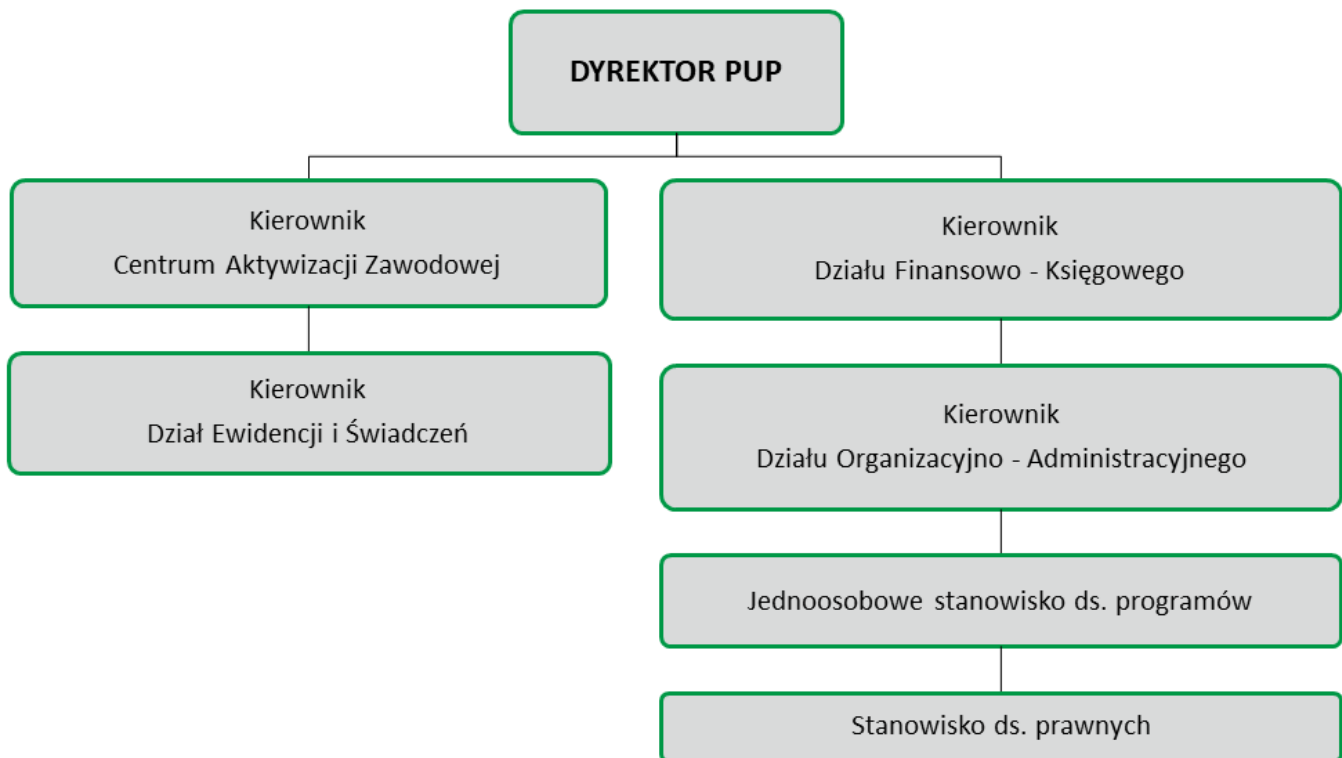 DYREKTOR PUP
Kierownik
Centrum Aktywizacji Zawodowej
Kierownik
Dział Ewidencji i Świadczeń
Kierownik
Działu Finansowo - Księgowego
Kierownik
Działu Organizacyjno - Administracyjnego
Jednoosobowe stanowisko ds. programów
Stanowisko ds. prawnych